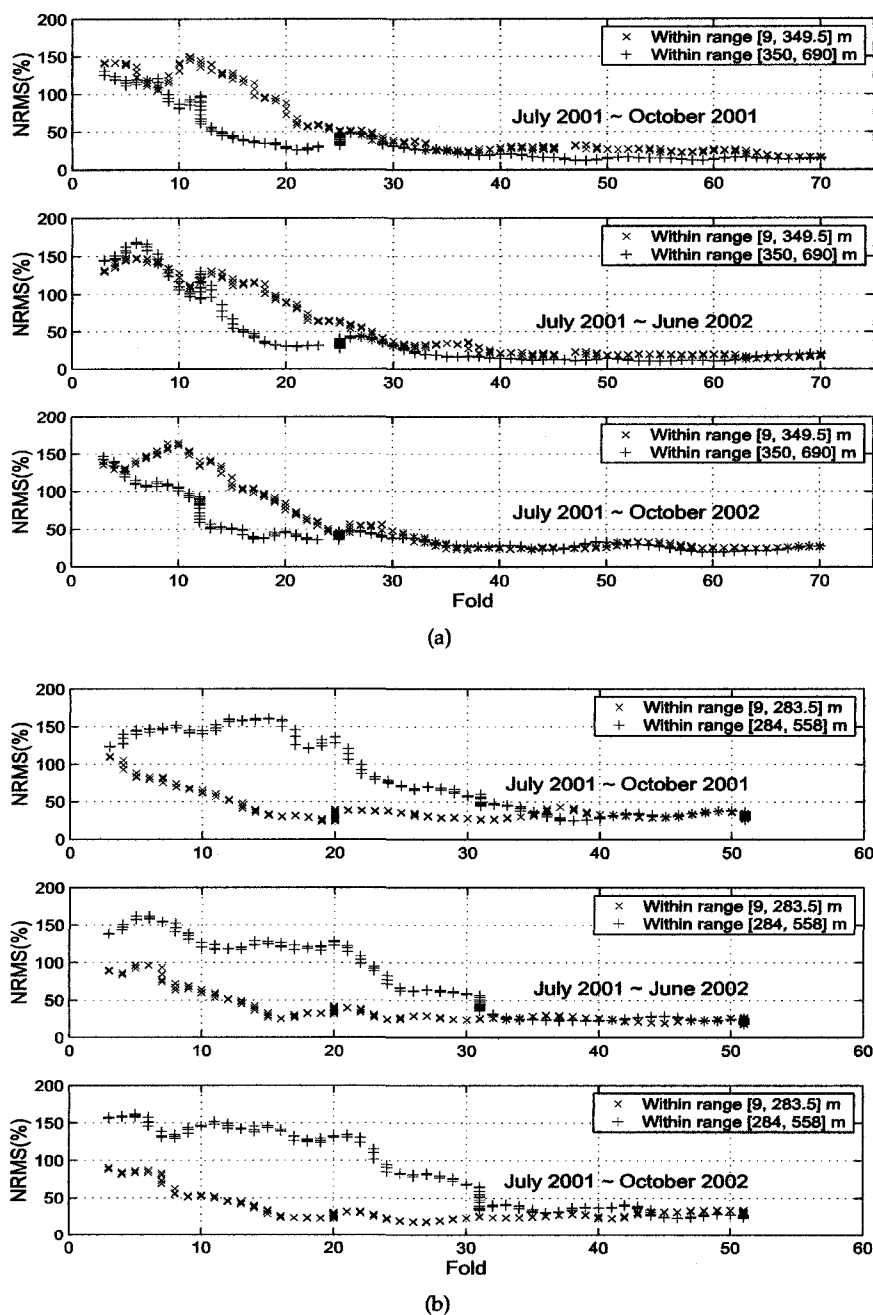 200
150
100
50
0
NRMS(%)
× Within range [9, 349.5] m
+ Within range [350, 690] m
July 2001 ~ October 2001
0 10 20 30 40 50 60 70
200
150
100
50
0
NRMS(%)
× Within range [9, 349.5] m
+ Within range [350, 690] m
July 2001 ~ June 2002
0 10 20 30 40 50 60 70
200
150
100
50
0
NRMS(%)
× Within range [9, 349.5] m
+ Within range [350, 690] m
July 2001 ~ October 2002
0 10 20 30 40 50 60 70
Fold
(a)
200
150
100
50
0
NRMS(%)
× Within range [9, 283.5] m
+ Within range [284, 558] m
July 2001 ~ October 2001
0 10 20 30 40 50 60
200
150
100
50
0
NRMS(%)
× Within range [9, 283.5] m
+ Within range [284, 558] m
July 2001 ~ June 2002
0 10 20 30 40 50 60
200
150
100
50
0
NRMS(%)
× Within range [9, 283.5] m
+ Within range [284, 558] m
July 2001 ~ October 2002
0 10 20 30 40 50 60
Fold
(b)